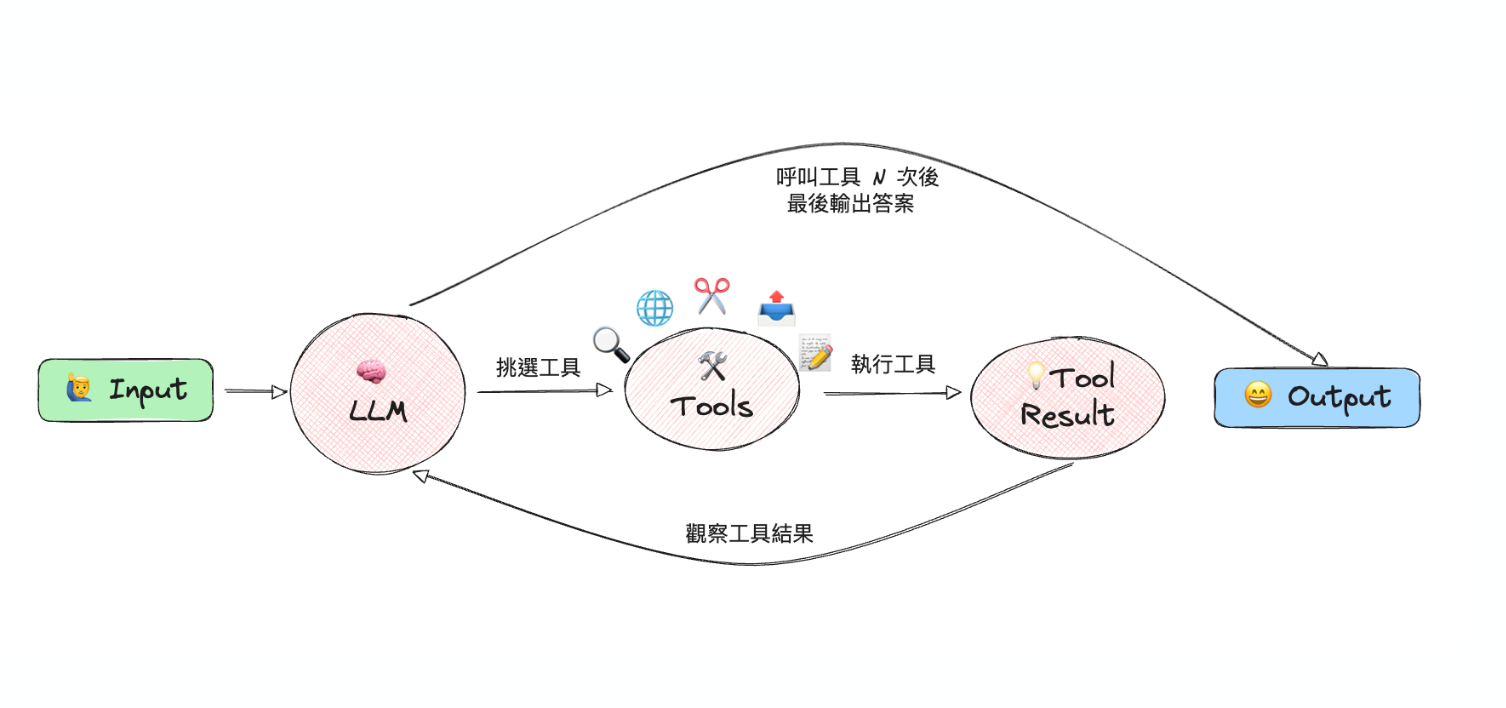 呼叫工具 N 次後
最後輸出答案
Input
LLM
挑選工具
Tools
執行工具
Tool
Result
Output
觀察工具結果